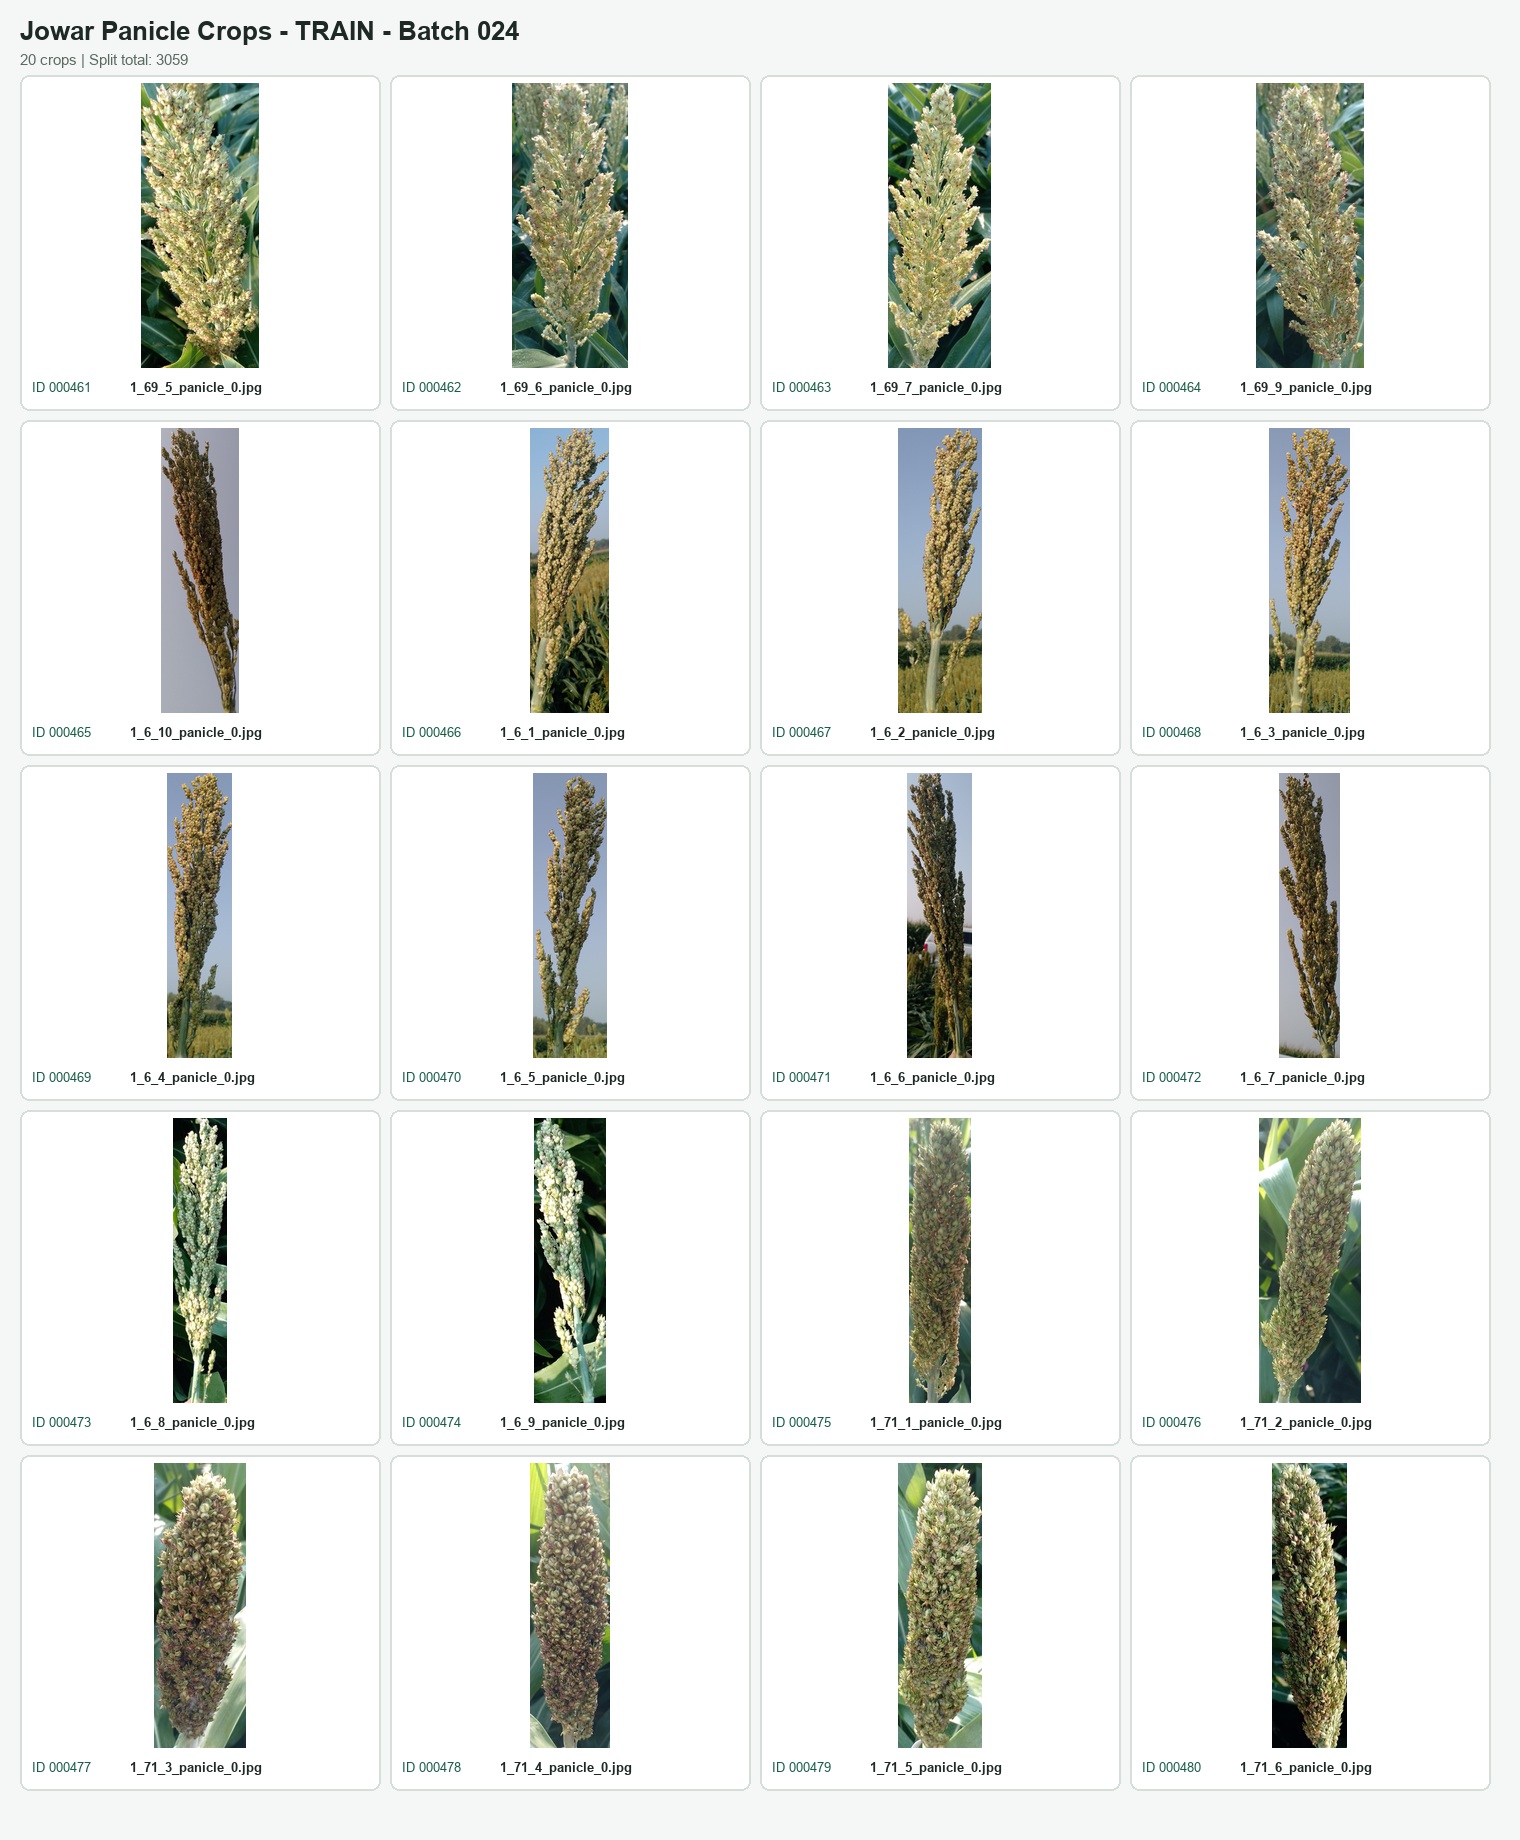 Jowar Panicle Crops - TRAIN - Batch 024
20 crops | Split total: 3059
ID 000461 1_69_5_panicle_0.jpg
ID 000462 1_69_6_panicle_0.jpg
ID 000463 1_69_7_panicle_0.jpg
ID 000464 1_69_9_panicle_0.jpg
ID 000465 1_6_10_panicle_0.jpg
ID 000466 1_6_1_panicle_0.jpg
ID 000467 1_6_2_panicle_0.jpg
ID 000468 1_6_3_panicle_0.jpg
ID 000469 1_6_4_panicle_0.jpg
ID 000470 1_6_5_panicle_0.jpg
ID 000471 1_6_6_panicle_0.jpg
ID 000472 1_6_7_panicle_0.jpg
ID 000473 1_6_8_panicle_0.jpg
ID 000474 1_6_9_panicle_0.jpg
ID 000475 1_71_1_panicle_0.jpg
ID 000476 1_71_2_panicle_0.jpg
ID 000477 1_71_3_panicle_0.jpg
ID 000478 1_71_4_panicle_0.jpg
ID 000479 1_71_5_panicle_0.jpg
ID 000480 1_71_6_panicle_0.jpg